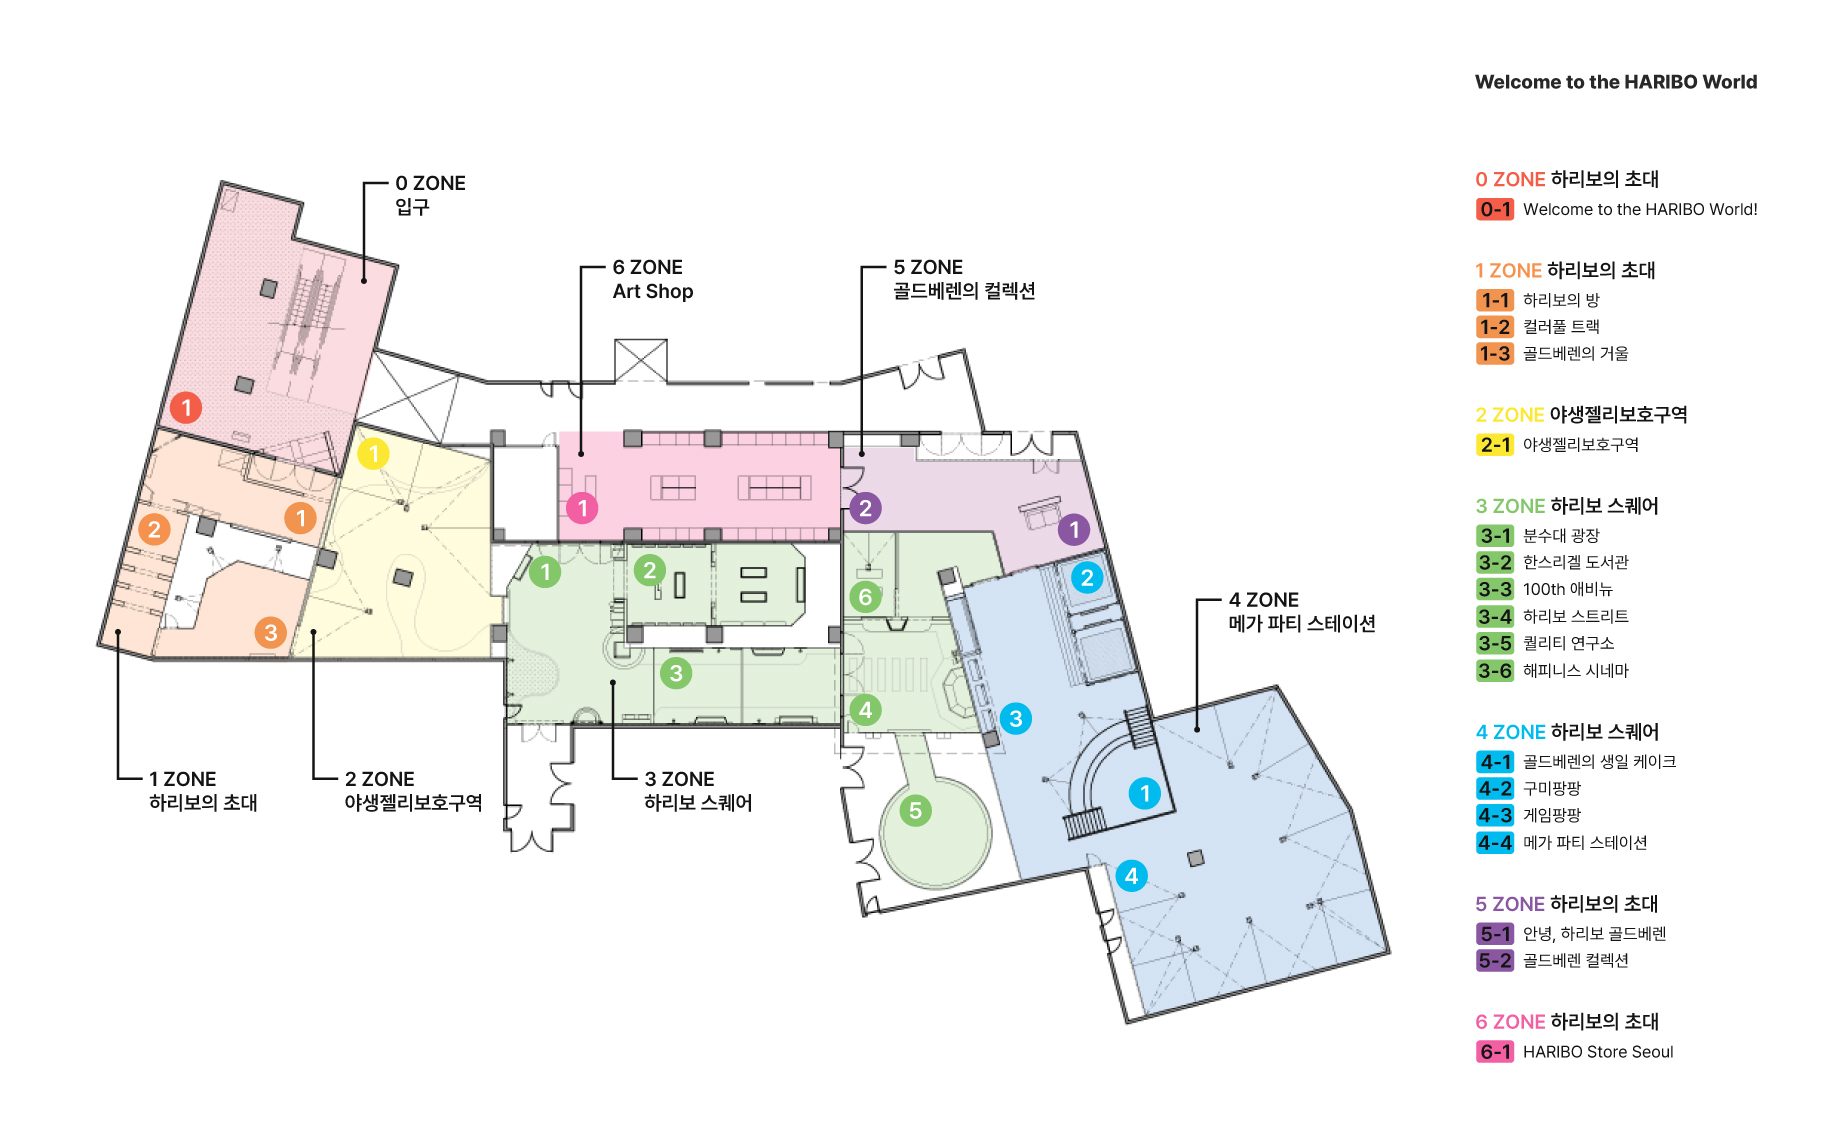 Welcome to the HARIBO World
0 ZONE
입구
6 ZONE
Art Shop
5 ZONE
골드베렌의 컬렉션
4 ZONE
메가 파티 스테이션
1 ZONE
하리보의 초대
2 ZONE
야생젤리보호구역
3 ZONE
하리보 스퀘어
1
1
2
3
1
1
2
3
4
5
6
1
2
3
4
1
2
1
0 ZONE 하리보의 초대
0-1 Welcome to the HARIBO World!
1 ZONE 하리보의 초대
1-1 하리보의 방
1-2 컬러풀 트랙
1-3 골드베렌의 거울
2 ZONE 야생젤리보호구역
2-1 야생젤리보호구역
3 ZONE 하리보 스퀘어
3-1 분수대 광장
3-2 한스리겔 도서관
3-3 100th 애비뉴
3-4 하리보 스트리트
3-5 퀄리티 연구소
3-6 해피니스 시네마
4 ZONE 하리보 스퀘어
4-1 골드베렌의 생일 케이크
4-2 구미팡팡
4-3 게임팡팡
4-4 메가 파티 스테이션
5 ZONE 하리보의 초대
5-1 안녕, 하리보 골드베렌
5-2 골드베렌 컬렉션
6 ZONE 하리보의 초대
6-1 HARIBO Store Seoul